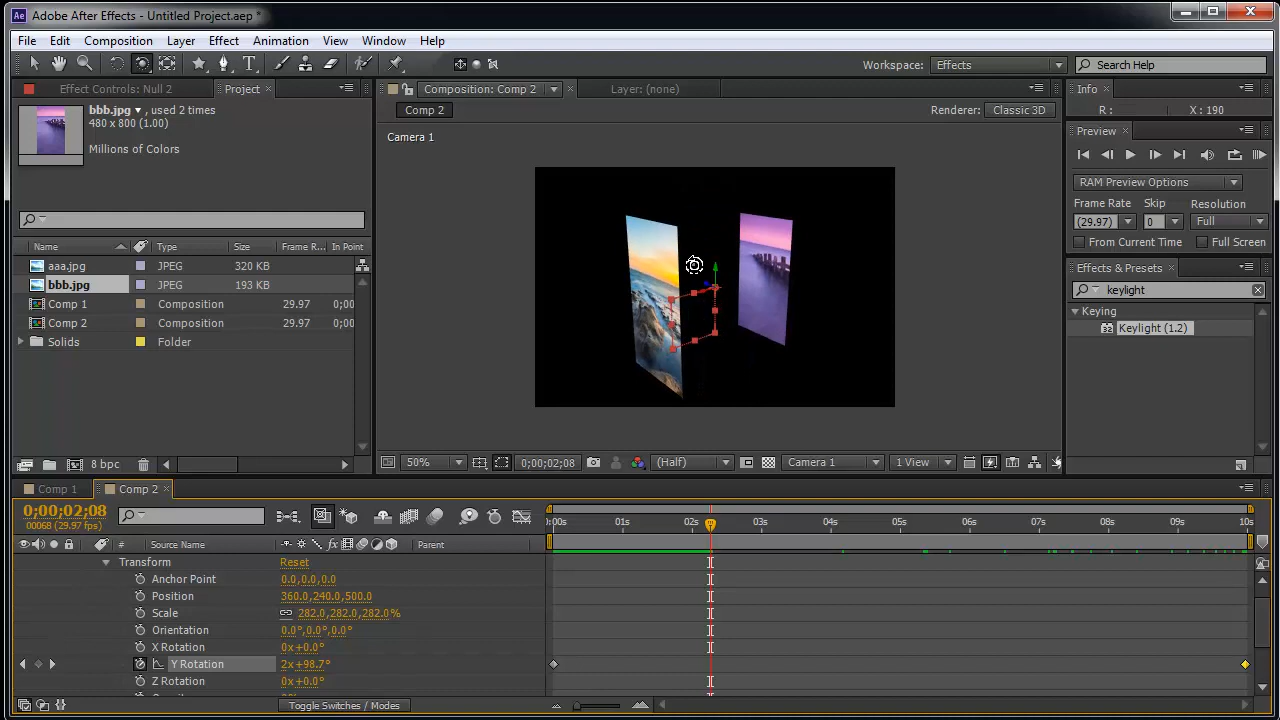 Adobe After Effects - Untitled Project.aep *
File Edit Composition Layer Effect Animation View Window Help
Workspace: Effects Search Help
Effect Controls: Null 2 Project
bbb.jpg , used 2 times
480 x 800 (1.00)
Millions of Colors
Name Type Size Frame R... In Point
aaa.jpg JPEG 320 KB
bbb.jpg JPEG 193 KB
Comp 1 Composition 29.97 0;00
Comp 2 Composition 29.97 0;00
Solids Folder
8 bpc
Composition: Comp 2 Layer: (none)
Comp 2 Renderer: Classic 3D
Camera 1
50% 0;00;02;08 (Half) Camera 1 1 View
Info
R : X : 190
Preview
RAM Preview Options
Frame Rate Skip Resolution
(29.97) 0 Full
From Current Time Full Screen
Effects & Presets
keylight
Keying
Keylight (1.2)
Comp 1 Comp 2
0;00;02;08
00068 (29.97 fps)
:00s 01s 02s 03s 04s 05s 06s 07s 08s 09s 10s
# Source Name Parent
Transform Reset
Anchor Point 0.0,0.0,0.0
Position 360.0,240.0,500.0
Scale 282.0,282.0,282.0%
Orientation 0.0°,0.0°,0.0°
X Rotation 0x+0.0°
Y Rotation 2x+98.7°
Z Rotation 0x+0.0°
Toggle Switches / Modes